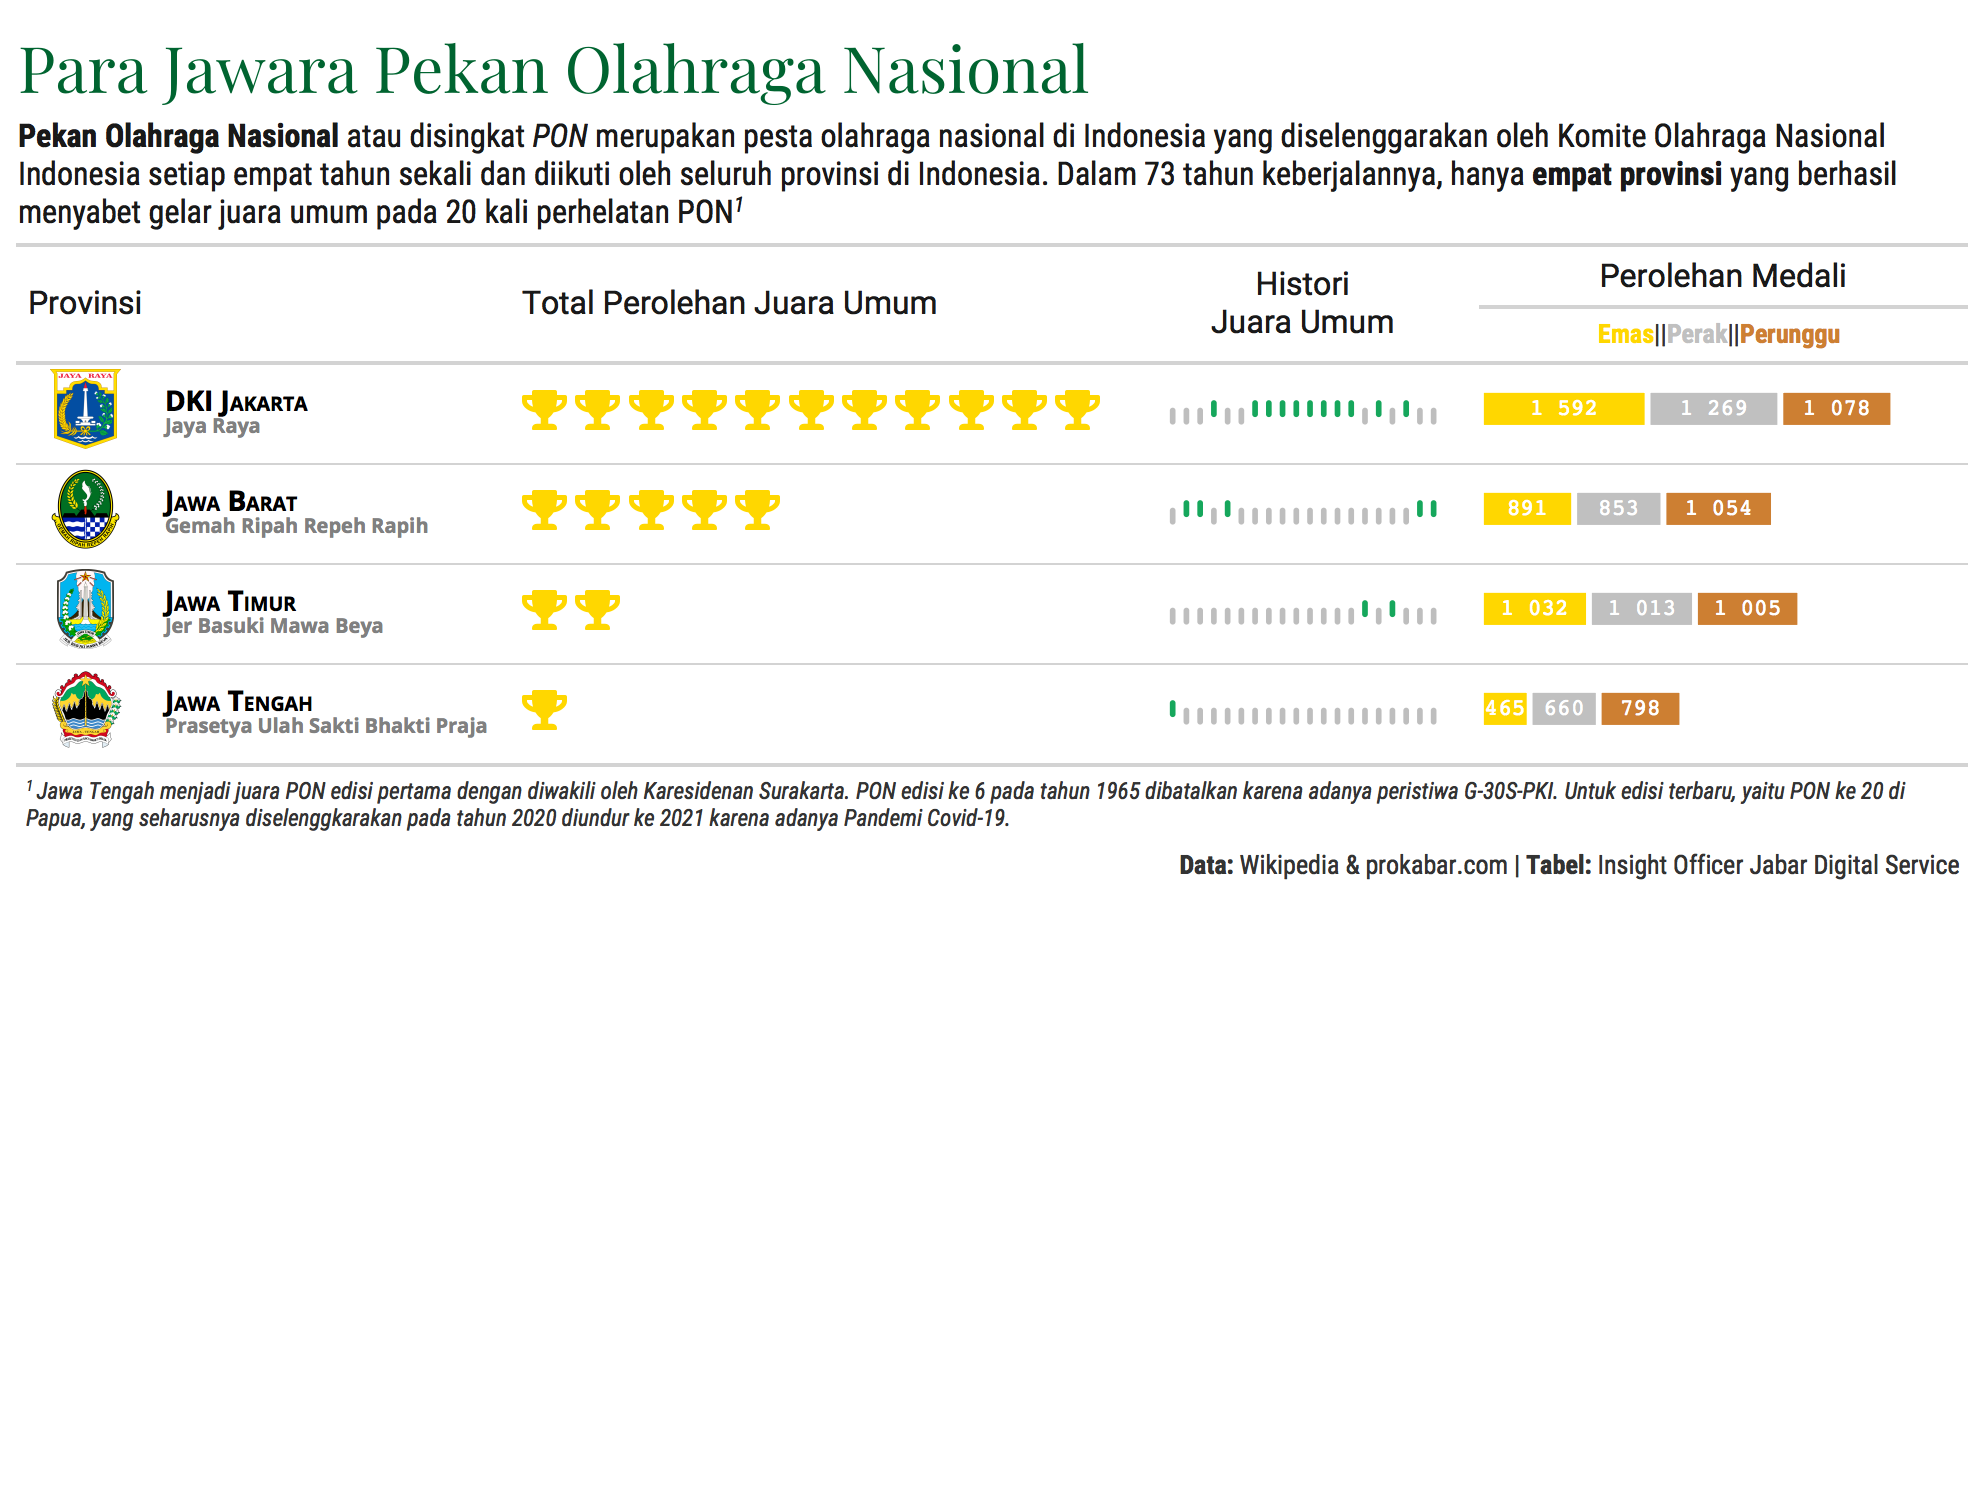 Para Jawara Pekan Olahraga Nasional
Pekan Olahraga Nasional atau disingkat PON merupakan pesta olahraga nasional di Indonesia yang diselenggarakan oleh Komite Olahraga Nasional
Indonesia setiap empat tahun sekali dan diikuti oleh seluruh provinsi di Indonesia. Dalam 73 tahun keberjalannya, hanya empat provinsi yang berhasil
menyabet gelar juara umum pada 20 kali perhelatan PON¹
Provinsi
Total Perolehan Juara Umum
Histori
Juara Umum
Perolehan Medali
Emas||Perak||Perunggu
JAYA RAYA
DKI JAKARTA
Jaya Raya
1 592 1 269 1 078
JAWA BARAT
Gemah Ripah Repeh Rapih
891 853 1 054
JAWA TIMUR
Jer Basuki Mawa Beya
1 032 1 013 1 005
JAWA TENGAH
Prasetya Ulah Sakti Bhakti Praja
465 660 798
¹ Jawa Tengah menjadi juara PON edisi pertama dengan diwakili oleh Karesidenan Surakarta. PON edisi ke 6 pada tahun 1965 dibatalkan karena adanya peristiwa G-30S-PKI. Untuk edisi terbaru, yaitu PON ke 20 di
Papua, yang seharusnya diselenggkarakan pada tahun 2020 diundur ke 2021 karena adanya Pandemi Covid-19.
Data: Wikipedia & prokabar.com | Tabel: Insight Officer Jabar Digital Service